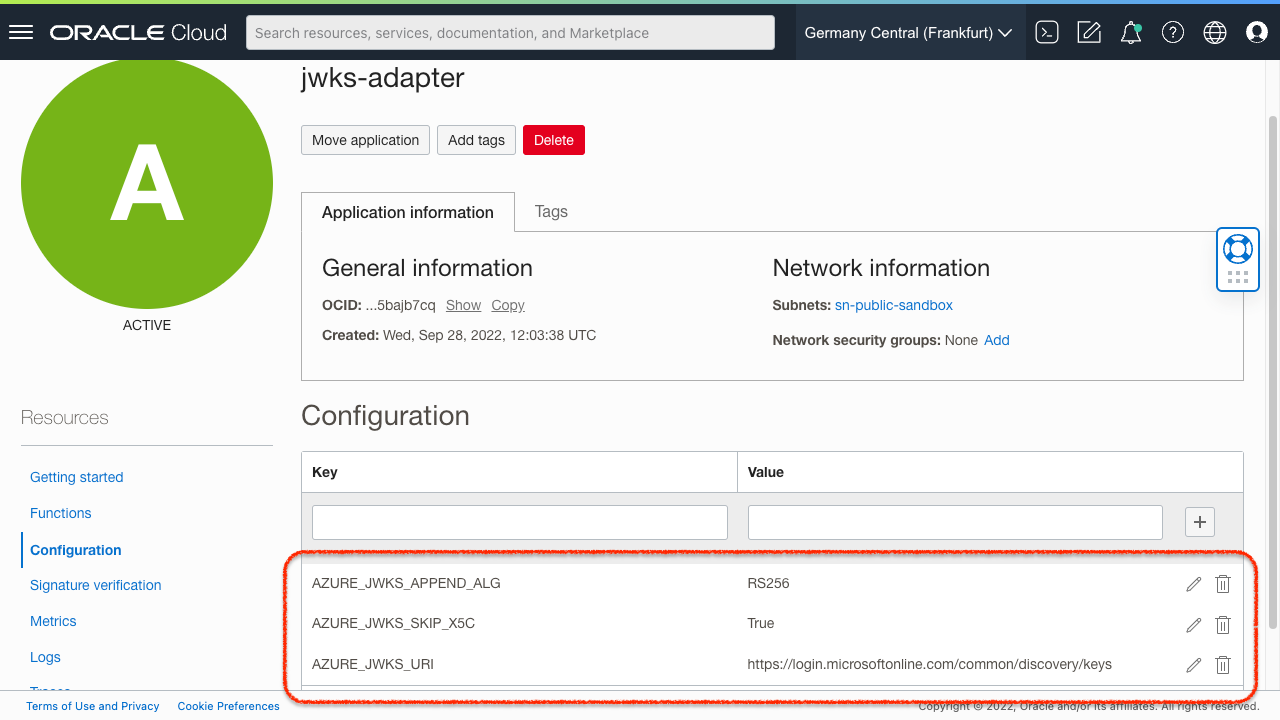 ORACLE Cloud
Search resources, services, documentation, and Marketplace
Germany Central (Frankfurt)
jwks-adapter
A
ACTIVE
Move application
Add tags
Delete
Application information
Tags
General information
OCID: ...5bajb7cq Show Copy
Created: Wed, Sep 28, 2022, 12:03:38 UTC
Network information
Subnets: sn-public-sandbox
Network security groups: None Add
Resources
Getting started
Functions
Configuration
Signature verification
Metrics
Logs
Traces
Configuration
Key Value
AZURE_JWKS_APPEND_ALG RS256
AZURE_JWKS_SKIP_X5C True
AZURE_JWKS_URI https://login.microsoftonline.com/common/discovery/keys
Terms of Use and Privacy Cookie Preferences
Copyright © 2022, Oracle and/or its affiliates. All rights reserved.